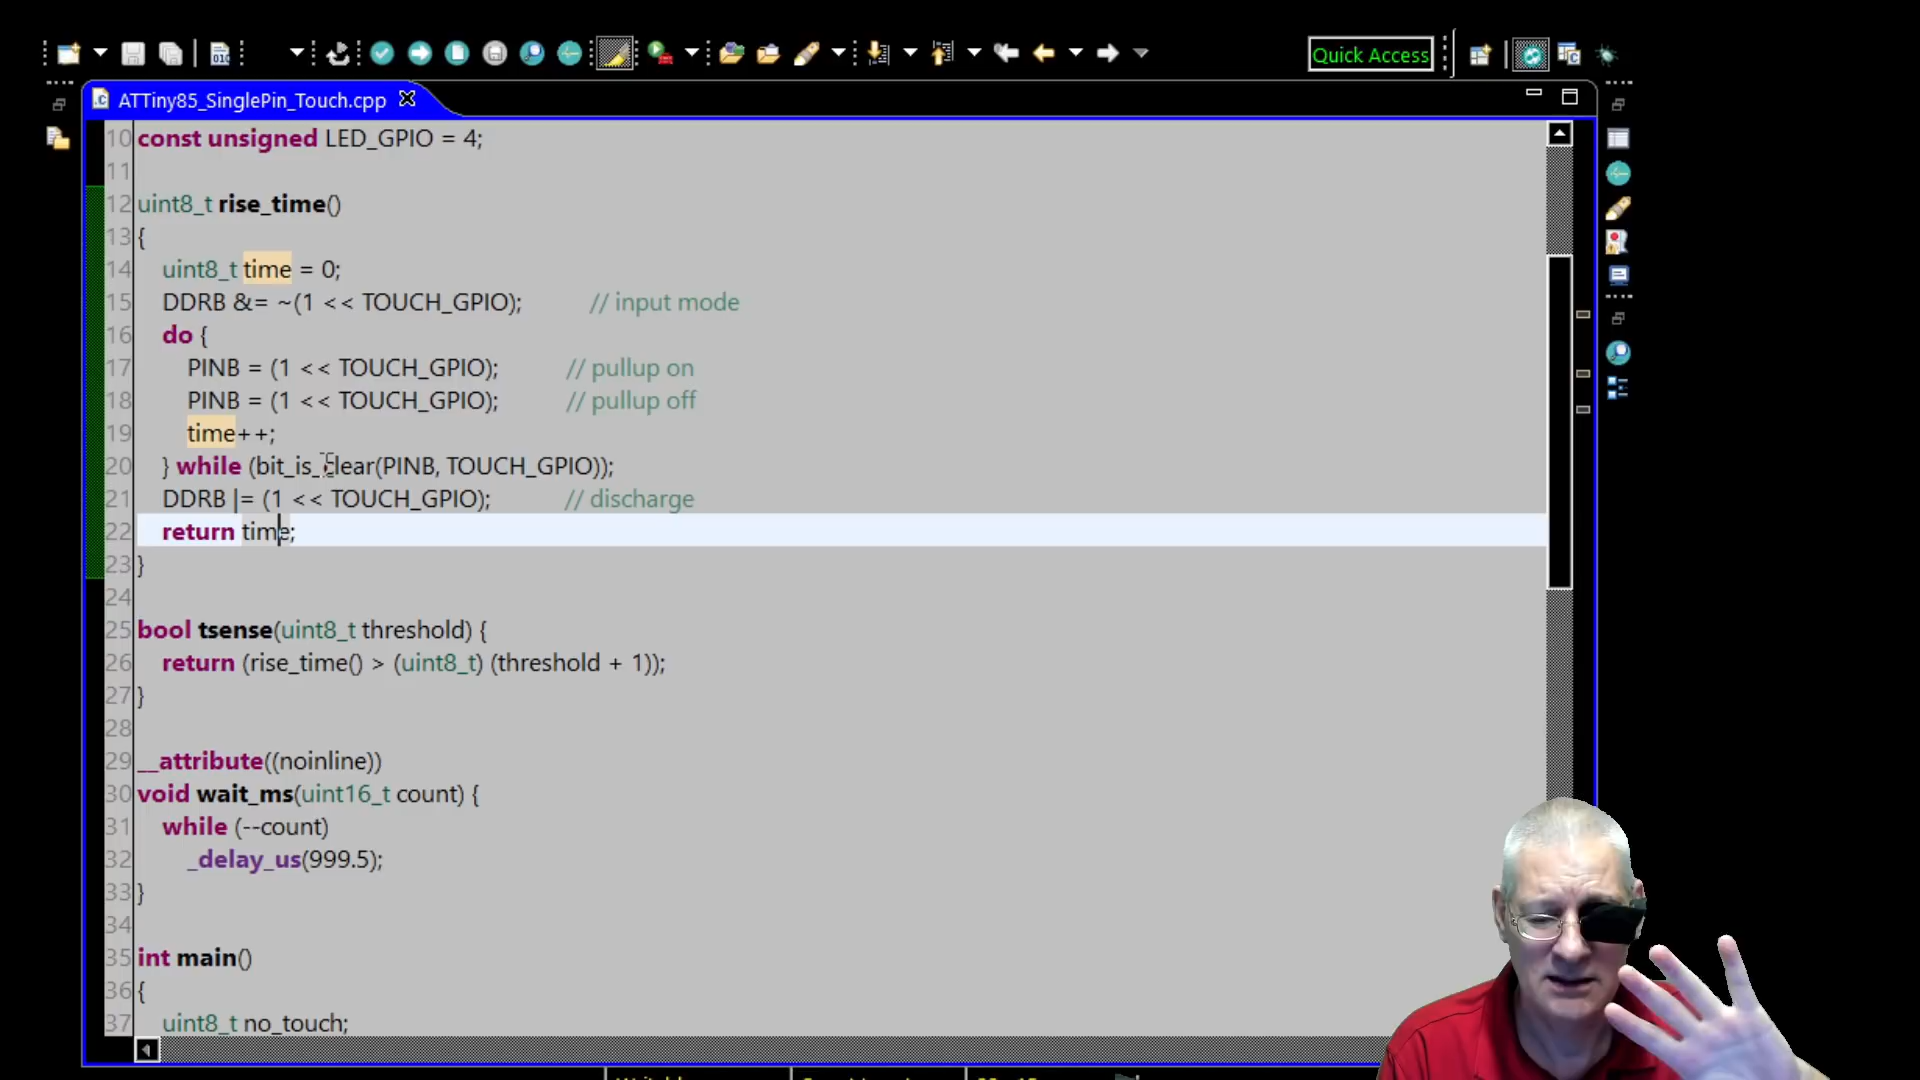 Quick Access
ATTiny85_SinglePin_Touch.cpp
10 const unsigned LED_GPIO = 4;
11
12 uint8_t rise_time()
13 {
14 uint8_t time = 0;
15 DDRB &= ~(1 << TOUCH_GPIO); // input mode
16 do {
17 PINB = (1 << TOUCH_GPIO); // pullup on
18 PINB = (1 << TOUCH_GPIO); // pullup off
19 time++;
20 } while (bit_is_clear(PINB, TOUCH_GPIO));
21 DDRB |= (1 << TOUCH_GPIO); // discharge
22 return time;
23 }
24
25 bool tsense(uint8_t threshold) {
26 return (rise_time() > (uint8_t) (threshold + 1));
27 }
28
29 __attribute((noinline))
30 void wait_ms(uint16_t count) {
31 while (--count)
32 _delay_us(999.5);
33 }
34
35 int main()
36 {
37 uint8_t no_touch;